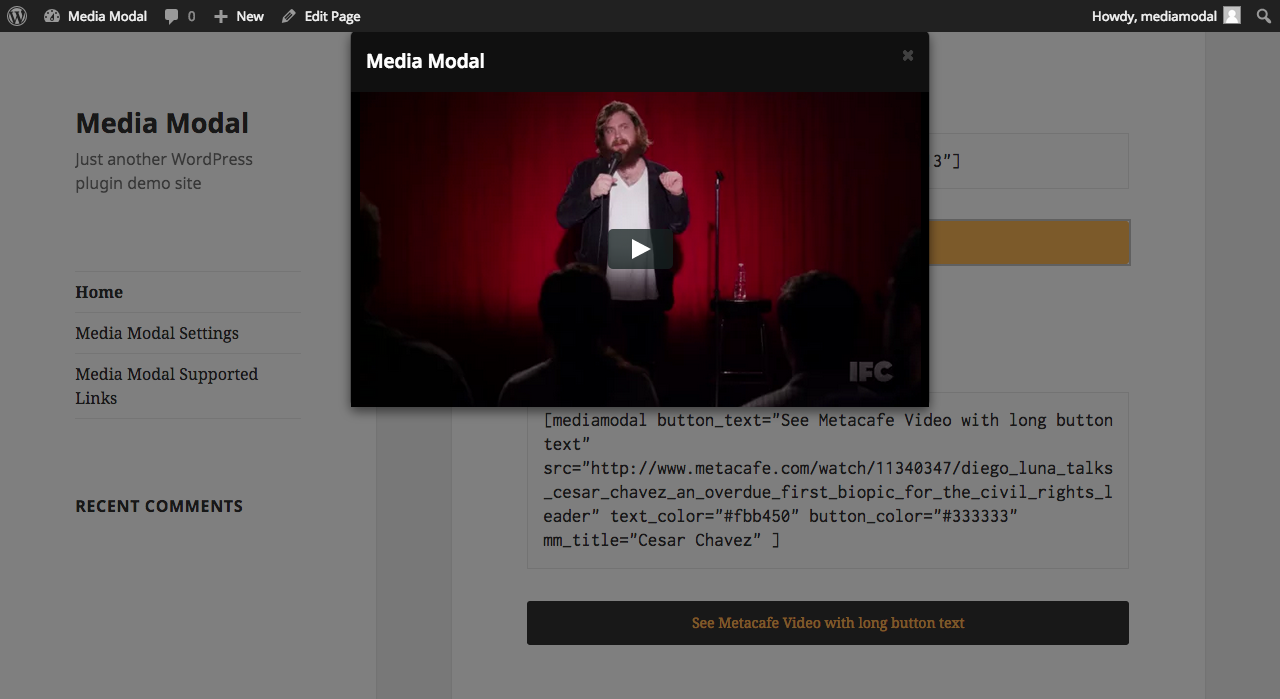 Media Modal
0
New
Edit Page
Howdy, mediamodal
Media Modal
Media Modal
Just another WordPress
plugin demo site
Home
Media Modal Settings
Media Modal Supported
Links
RECENT COMMENTS
3”]
IFC
[mediamodal button_text=”See Metacafe Video with long button
text”
src=”http://www.metacafe.com/watch/11340347/diego_luna_talks
_cesar_chavez_an_overdue_first_biopic_for_the_civil_rights_l
eader” text_color=”#fbb450” button_color=”#333333”
mm_title=”Cesar Chavez” ]
See Metacafe Video with long button text